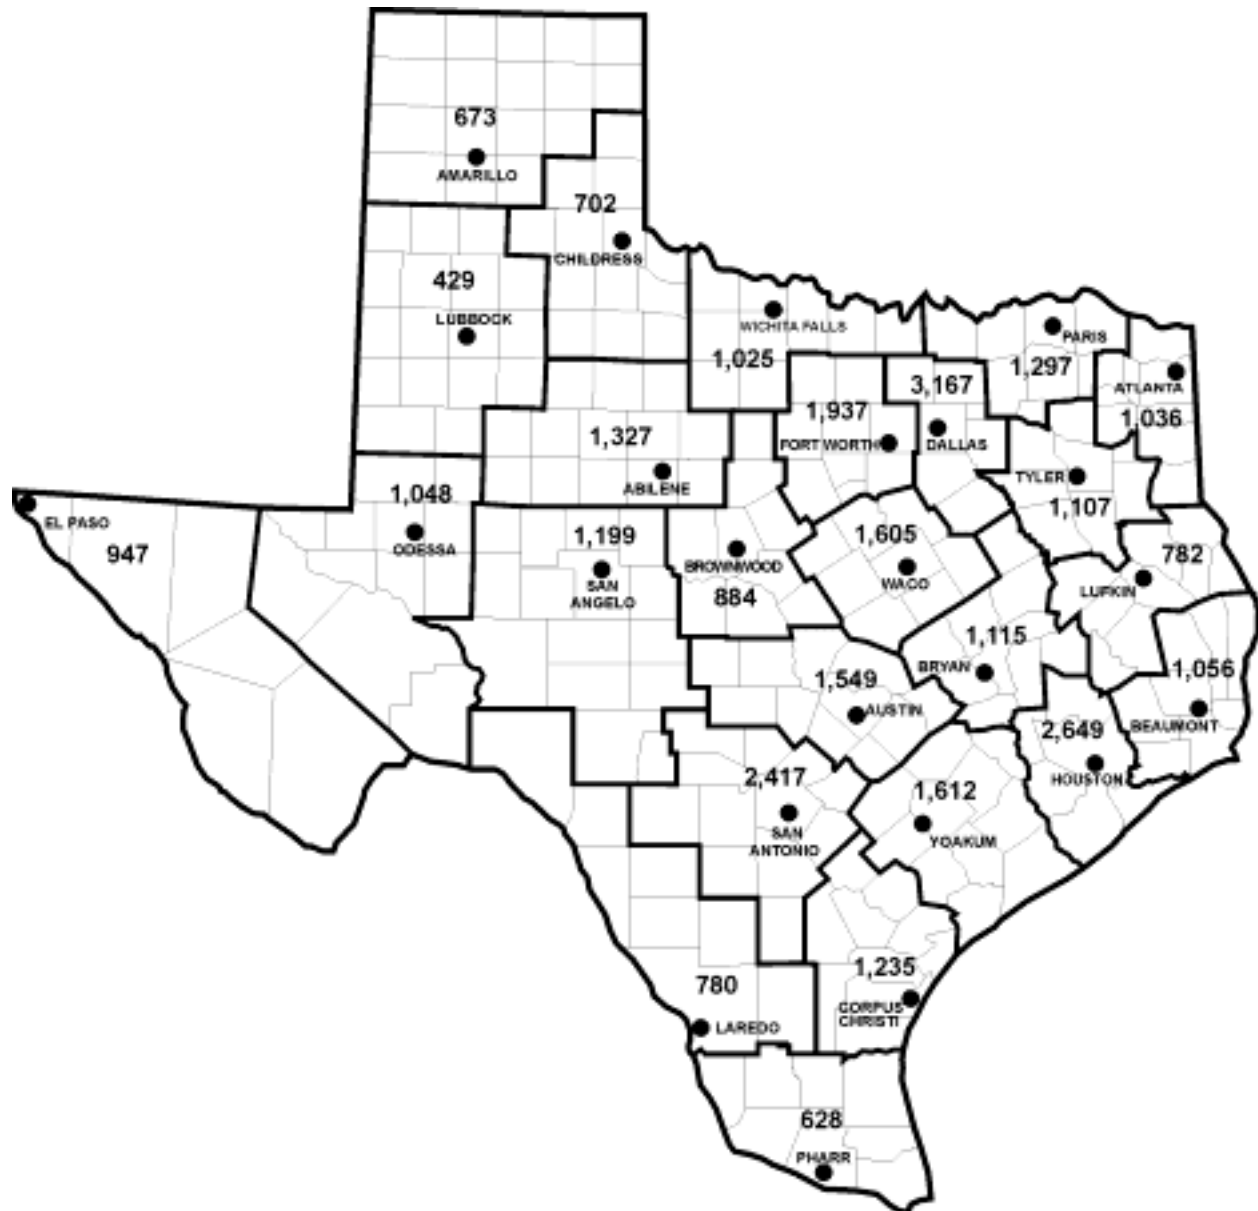 673
AMARILLO
702
CHILDRESS
429
LUBBOCK
WICHITA FALLS
1,025
PARIS
1,297
ATLANTA
1,036
3,167
DALLAS
1,937
FORT WORTH
1,327
ABILENE
TYLER
1,107
1,048
ODESSA
EL PASO
947
1,199
SAN
ANGELO
BROWNWOOD
884
1,605
WACO
782
LUFKIN
1,115
BRYAN
1,056
BEAUMONT
1,549
AUSTIN
2,649
HOUSTON
2,417
SAN
ANTONIO
1,612
YOAKUM
1,235
CORPUS
CHRISTI
780
LAREDO
628
PHARR